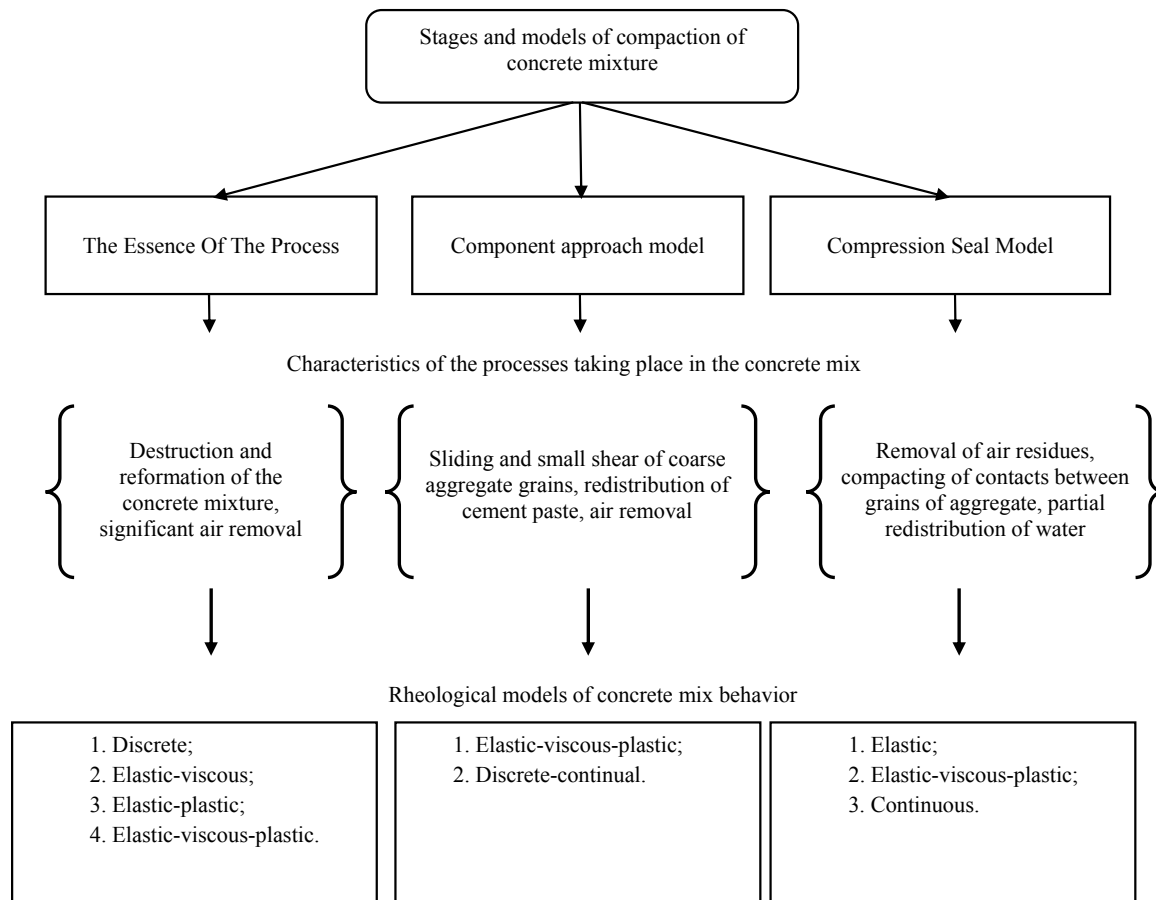 Stages and models of compaction of
concrete mixture
The Essence Of The Process
Component approach model
Compression Seal Model
Characteristics of the processes taking place in the concrete mix
Destruction and
reformation of the
concrete mixture,
significant air removal
Sliding and small shear of coarse
aggregate grains, redistribution of
cement paste, air removal
Removal of air residues,
compacting of contacts between
grains of aggregate, partial
redistribution of water
Rheological models of concrete mix behavior
1. Discrete;
2. Elastic-viscous;
3. Elastic-plastic;
4. Elastic-viscous-plastic.
1. Elastic-viscous-plastic;
2. Discrete-continual.
1. Elastic;
2. Elastic-viscous-plastic;
3. Continuous.